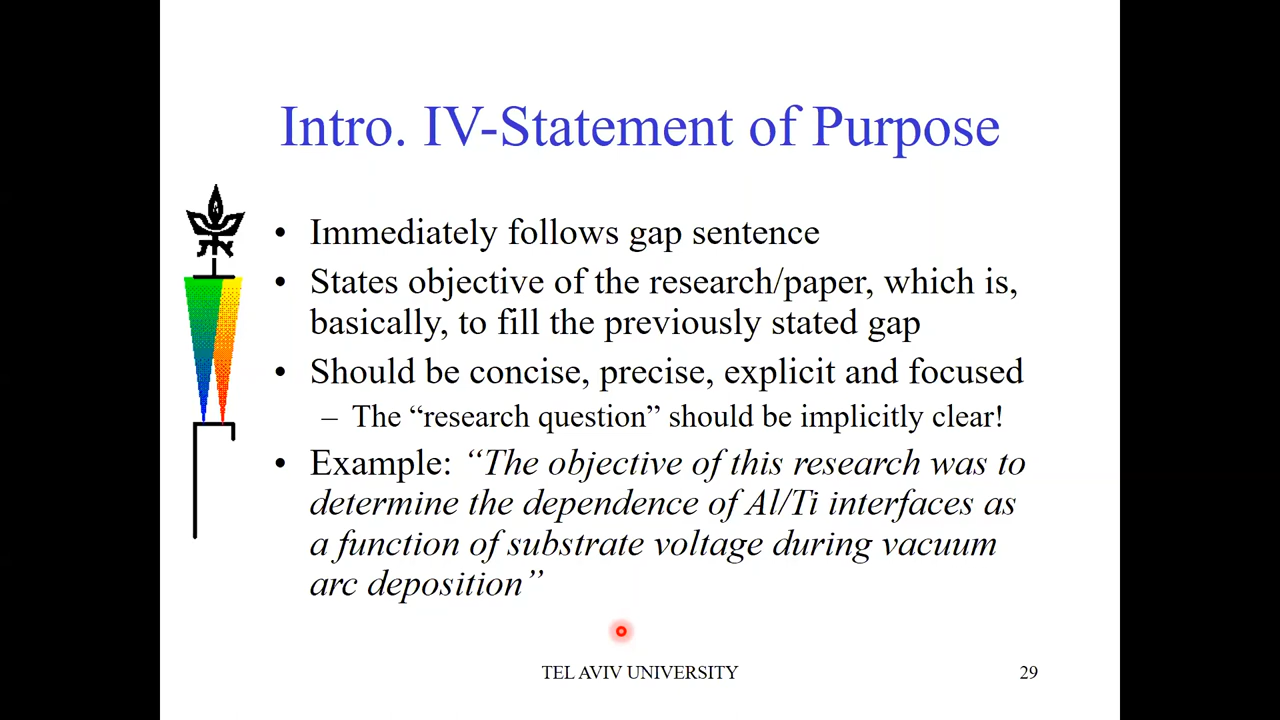 Intro. IV-Statement of Purpose
• Immediately follows gap sentence
• States objective of the research/paper, which is,
basically, to fill the previously stated gap
• Should be concise, precise, explicit and focused
– The “research question” should be implicitly clear!
• Example: “The objective of this research was to
determine the dependence of Al/Ti interfaces as
a function of substrate voltage during vacuum
arc deposition”
TEL AVIV UNIVERSITY
29